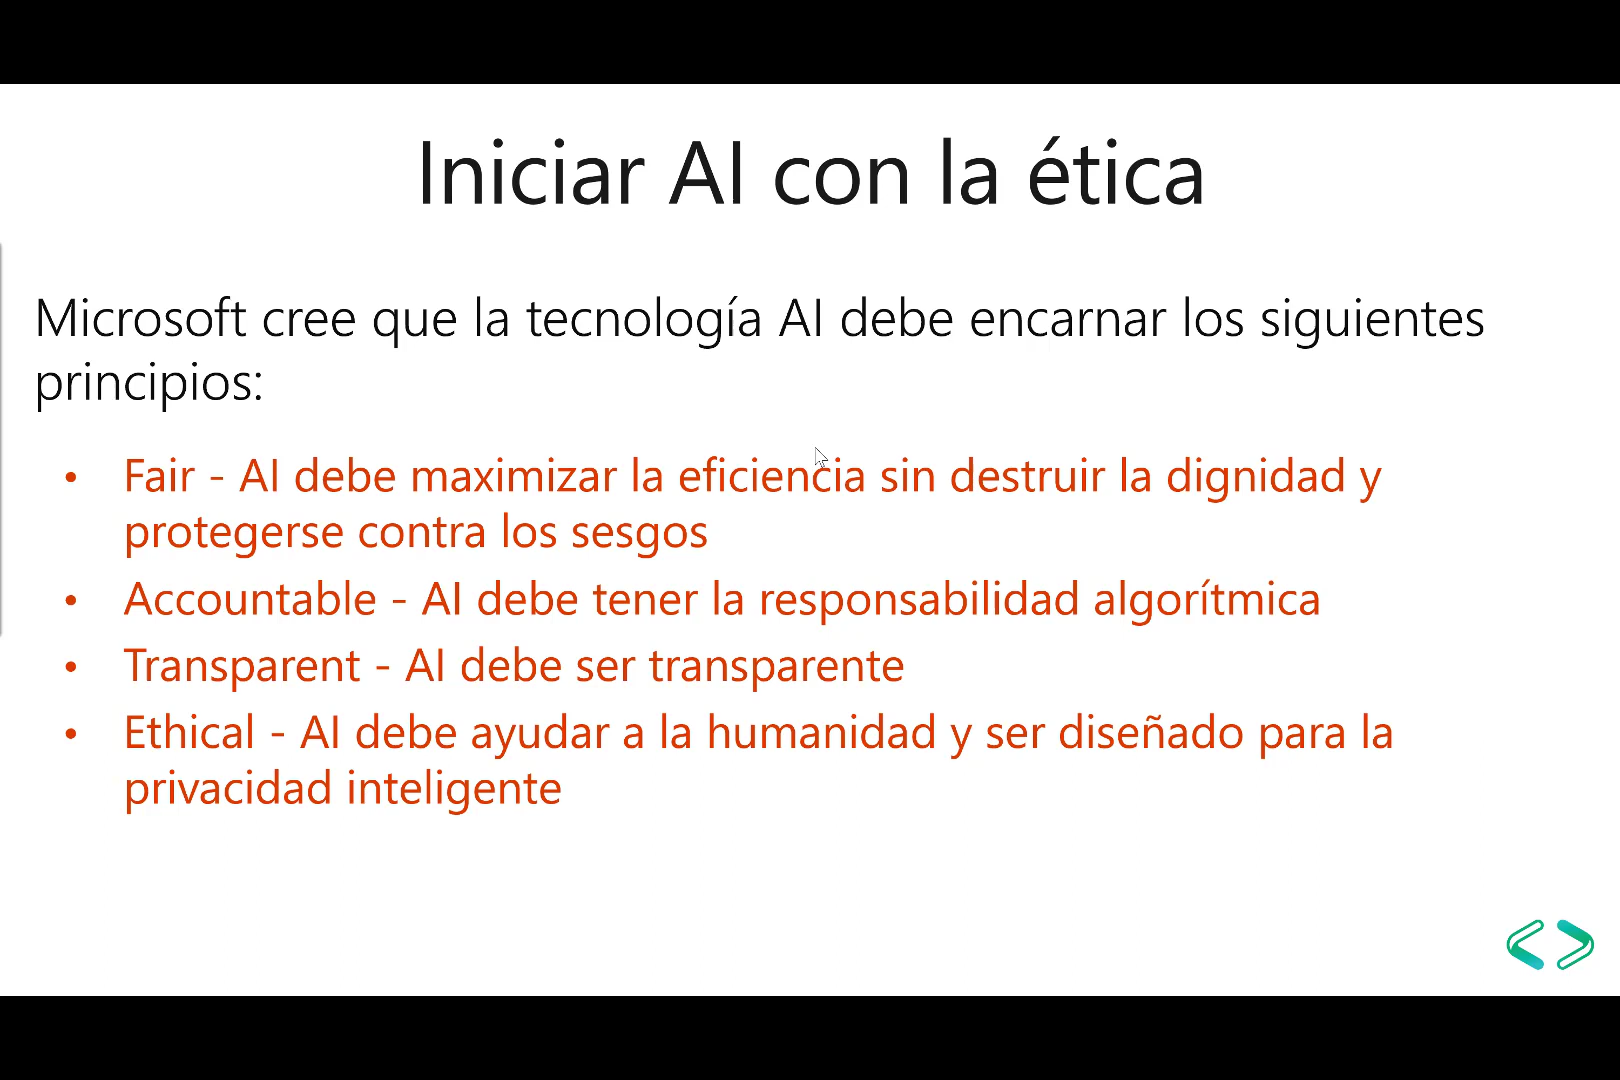 Iniciar AI con la ética
Microsoft cree que la tecnología AI debe encarnar los siguientes
principios:
• Fair - AI debe maximizar la eficiencia sin destruir la dignidad y
protegerse contra los sesgos
• Accountable - AI debe tener la responsabilidad algorítmica
• Transparent - AI debe ser transparente
• Ethical - AI debe ayudar a la humanidad y ser diseñado para la
privacidad inteligente